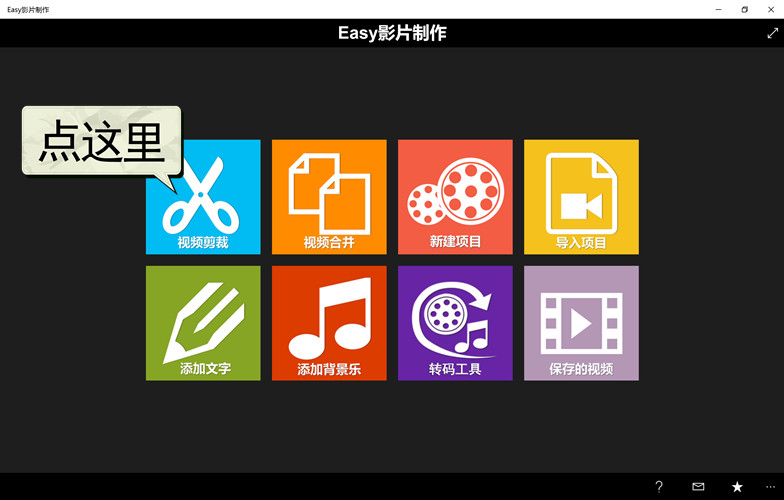 Easy影片制作
Easy影片制作
点这里
视频剪裁
视频合并
新建项目
导入项目
添加文字
添加背景乐
转码工具
保存的视频